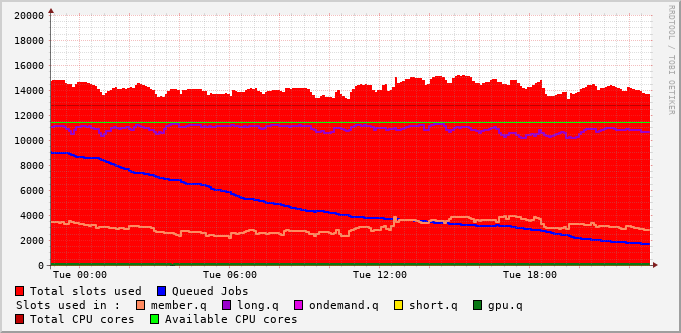 20000
18000
16000
14000
12000
10000
8000
6000
4000
2000
0
Tue 00:00 Tue 06:00 Tue 12:00 Tue 18:00
RRDTOOL / TOBI OETIKER
Total slots used Queued Jobs
Slots used in : member.q long.q ondemand.q short.q gpu.q
Total CPU cores Available CPU cores